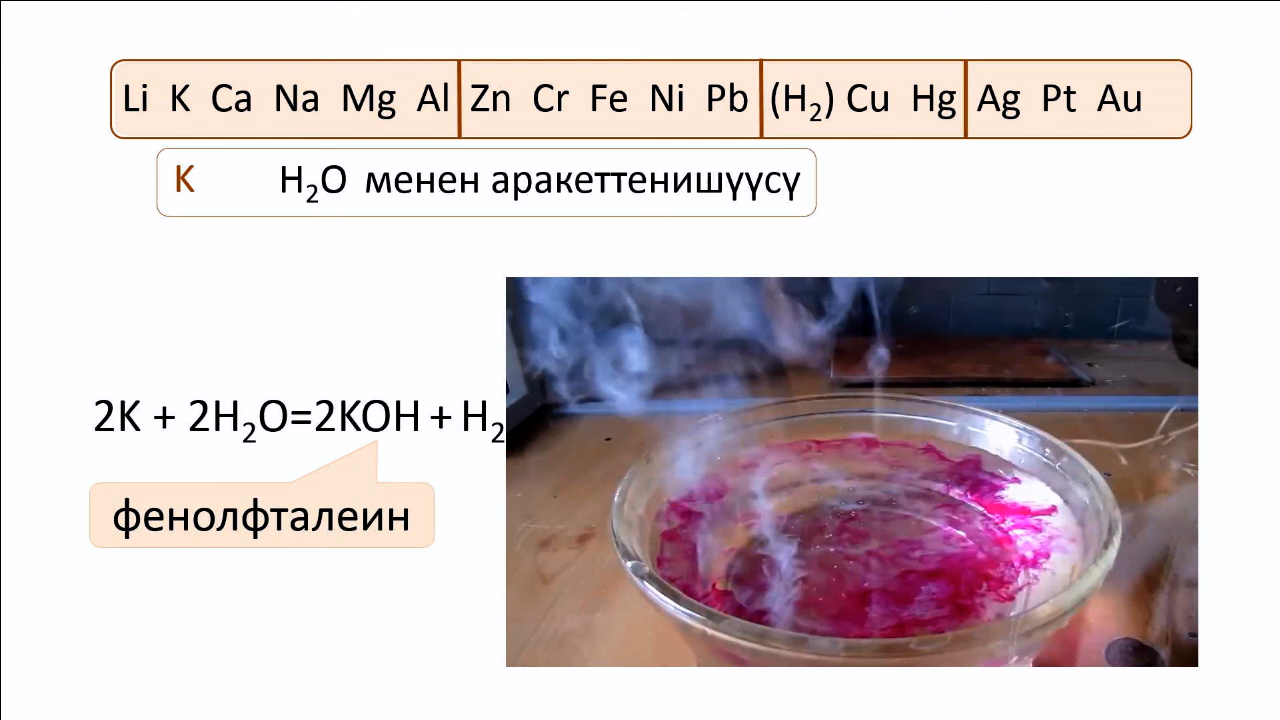 Li K Ca Na Mg Al Zn Cr Fe Ni Pb (H₂) Cu Hg Ag Pt Au
K H₂O менен аракеттенишүүсү
2K + 2H₂O=2KOH + H₂
фенолфталеин